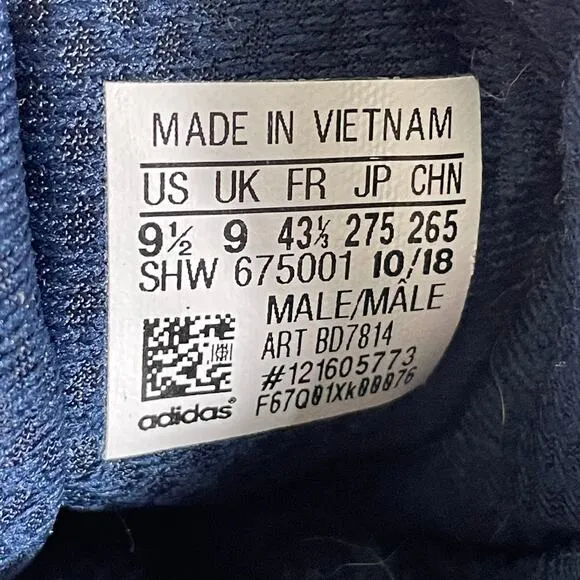 MADE IN VIETNAM
US UK FR JP CHN
9½ 9 43⅓ 275 265
SHW 675001 10/18
MALE/MÂLE
ART BD7814
#121605773
adidas F67Q01Xk00076